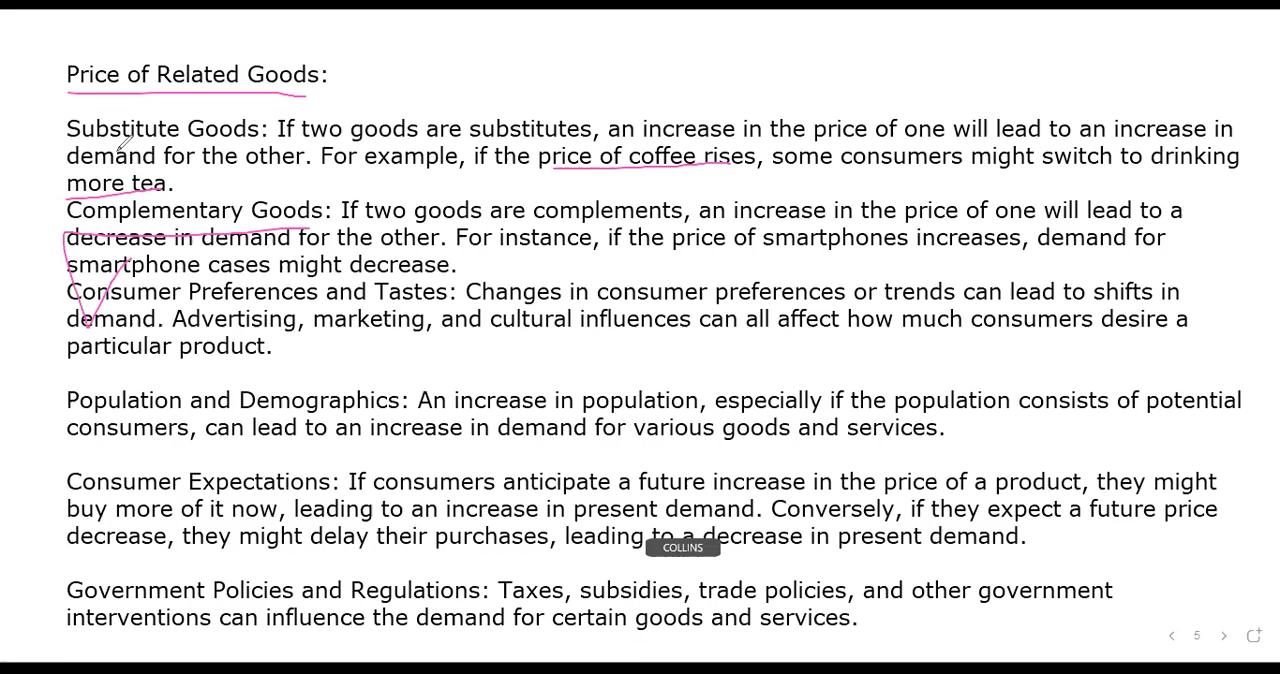 Price of Related Goods:
Substitute Goods: If two goods are substitutes, an increase in the price of one will lead to an increase in
demand for the other. For example, if the price of coffee rises, some consumers might switch to drinking
more tea.
Complementary Goods: If two goods are complements, an increase in the price of one will lead to a
decrease in demand for the other. For instance, if the price of smartphones increases, demand for
smartphone cases might decrease.
Consumer Preferences and Tastes: Changes in consumer preferences or trends can lead to shifts in
demand. Advertising, marketing, and cultural influences can all affect how much consumers desire a
particular product.
Population and Demographics: An increase in population, especially if the population consists of potential
consumers, can lead to an increase in demand for various goods and services.
Consumer Expectations: If consumers anticipate a future increase in the price of a product, they might
buy more of it now, leading to an increase in present demand. Conversely, if they expect a future price
decrease, they might delay their purchases, leading to a decrease in present demand.
COLLINS
Government Policies and Regulations: Taxes, subsidies, trade policies, and other government
interventions can influence the demand for certain goods and services.
5